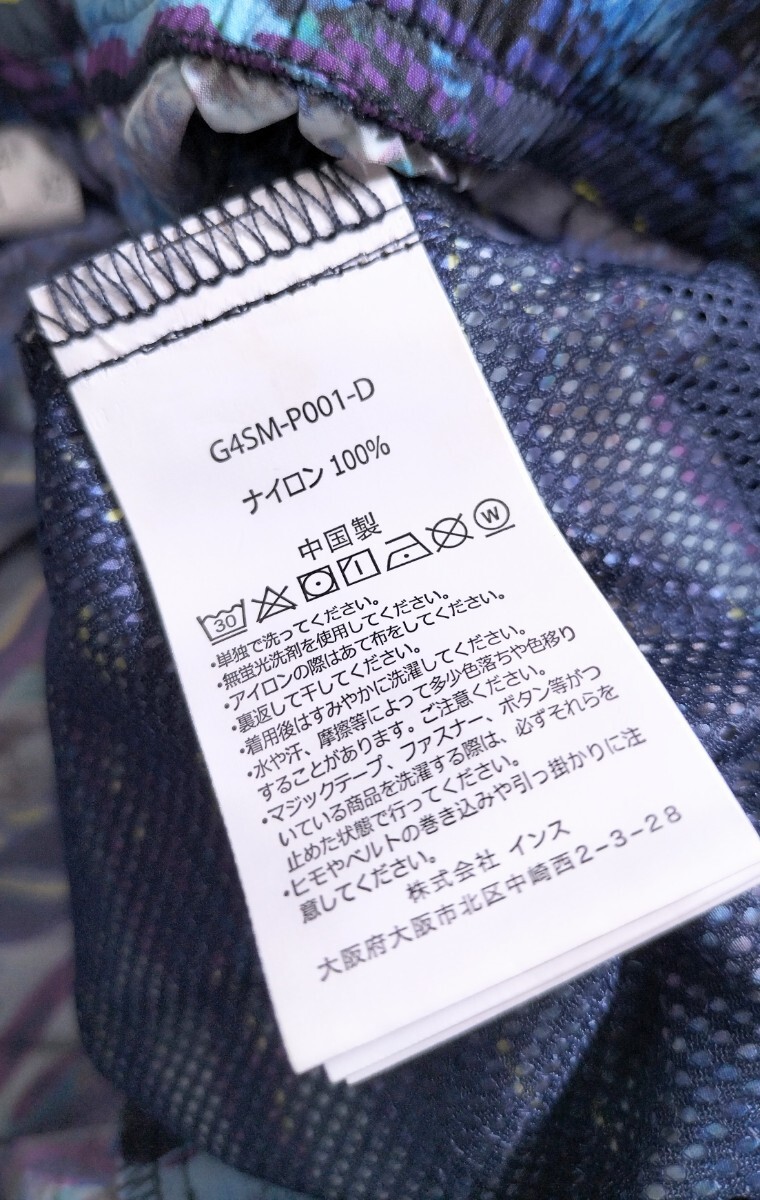 G4SM-P001-D
ナイロン 100%
中国製
30
W
・単独で洗ってください。
・無蛍光洗剤を使用してください。
・アイロンの際はあて布をしてください。
・裏返して干してください。
・着用後はすみやかに洗濯してください。
・水や汗、摩擦等によって多少色落ちや色移り
することがあります。ご注意ください。
・マジックテープ、ファスナー、ボタン等がつ
いている商品を洗濯する際は、必ずそれらを
止めた状態で行ってください。
・ヒモやベルトの巻き込みや引っ掛かりに注
意してください。
株式会社 インス
大阪府大阪市北区中崎西2-3-28